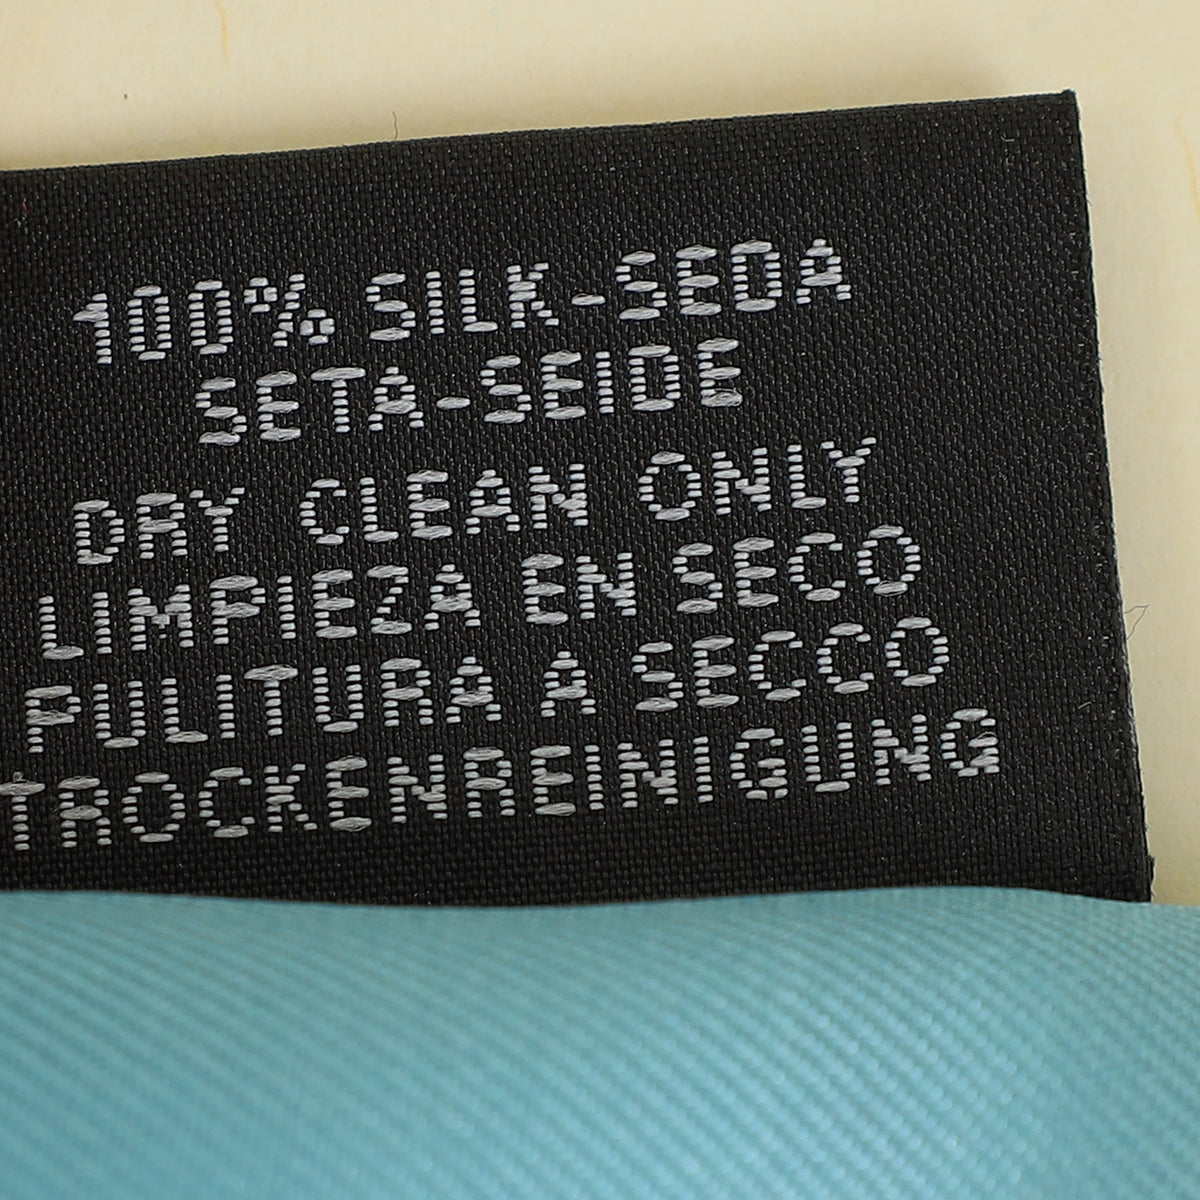 100% SILK-SEDA
SETA-SEIDE
DRY CLEAN ONLY
LIMPIEZA EN SECO
PULITURA A SECCO
TROCKENREINIGUNG